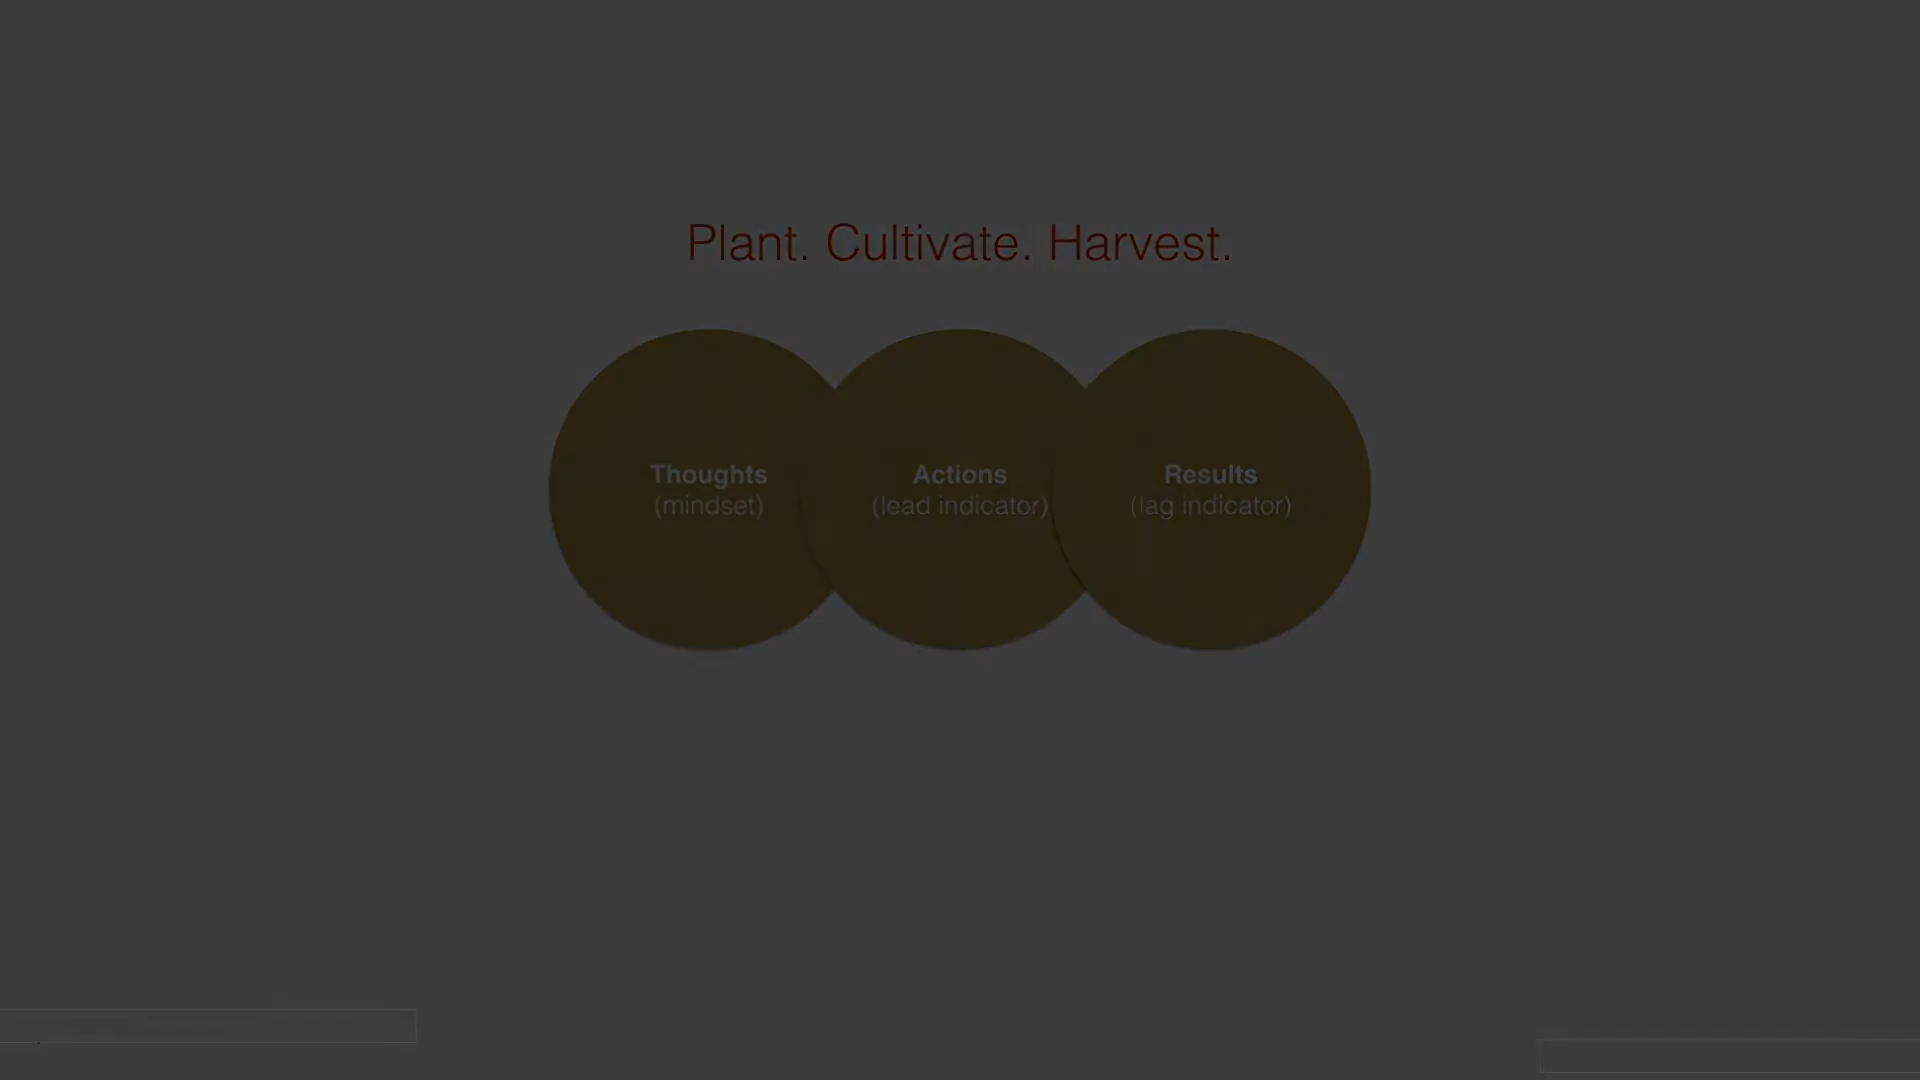 Plant. Cultivate. Harvest.
Thoughts
(mindset)
Actions
(lead indicator)
Results
(lag indicator)